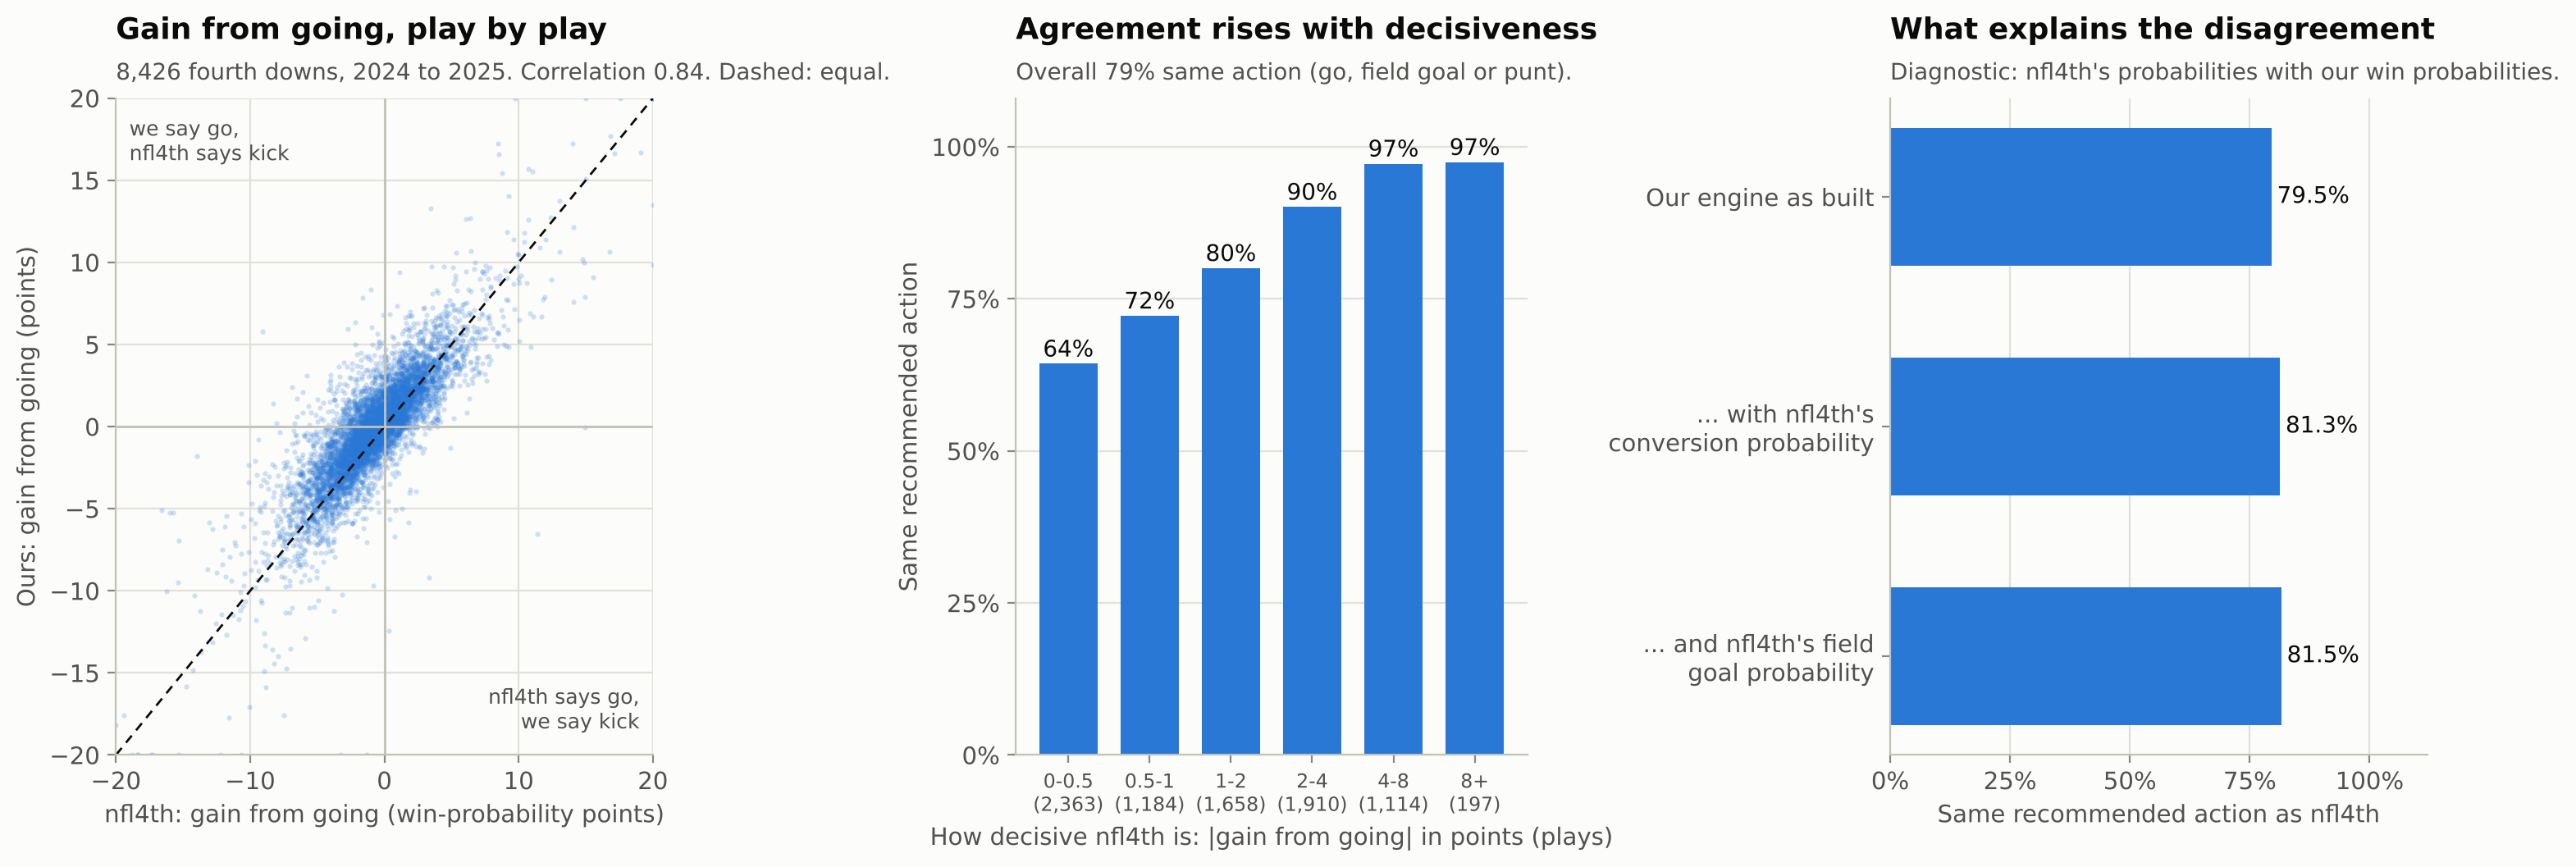 Gain from going, play by play
8,426 fourth downs, 2024 to 2025. Correlation 0.84. Dashed: equal.
20
15
10
5
0
−5
−10
−15
−20
Ours: gain from going (points)
we say go,
nfl4th says kick
nfl4th says go,
we say kick
−20
−10
0
10
20
nfl4th: gain from going (win-probability points)
Agreement rises with decisiveness
Overall 79% same action (go, field goal or punt).
100%
75%
50%
25%
0%
Same recommended action
64%
72%
80%
90%
97%
97%
0-0.5
(2,363)
0.5-1
(1,184)
1-2
(1,658)
2-4
(1,910)
4-8
(1,114)
8+
(197)
How decisive nfl4th is: |gain from going| in points (plays)
What explains the disagreement
Diagnostic: nfl4th's probabilities with our win probabilities.
Our engine as built
79.5%
... with nfl4th's
conversion probability
81.3%
... and nfl4th's field
goal probability
81.5%
0%
25%
50%
75%
100%
Same recommended action as nfl4th